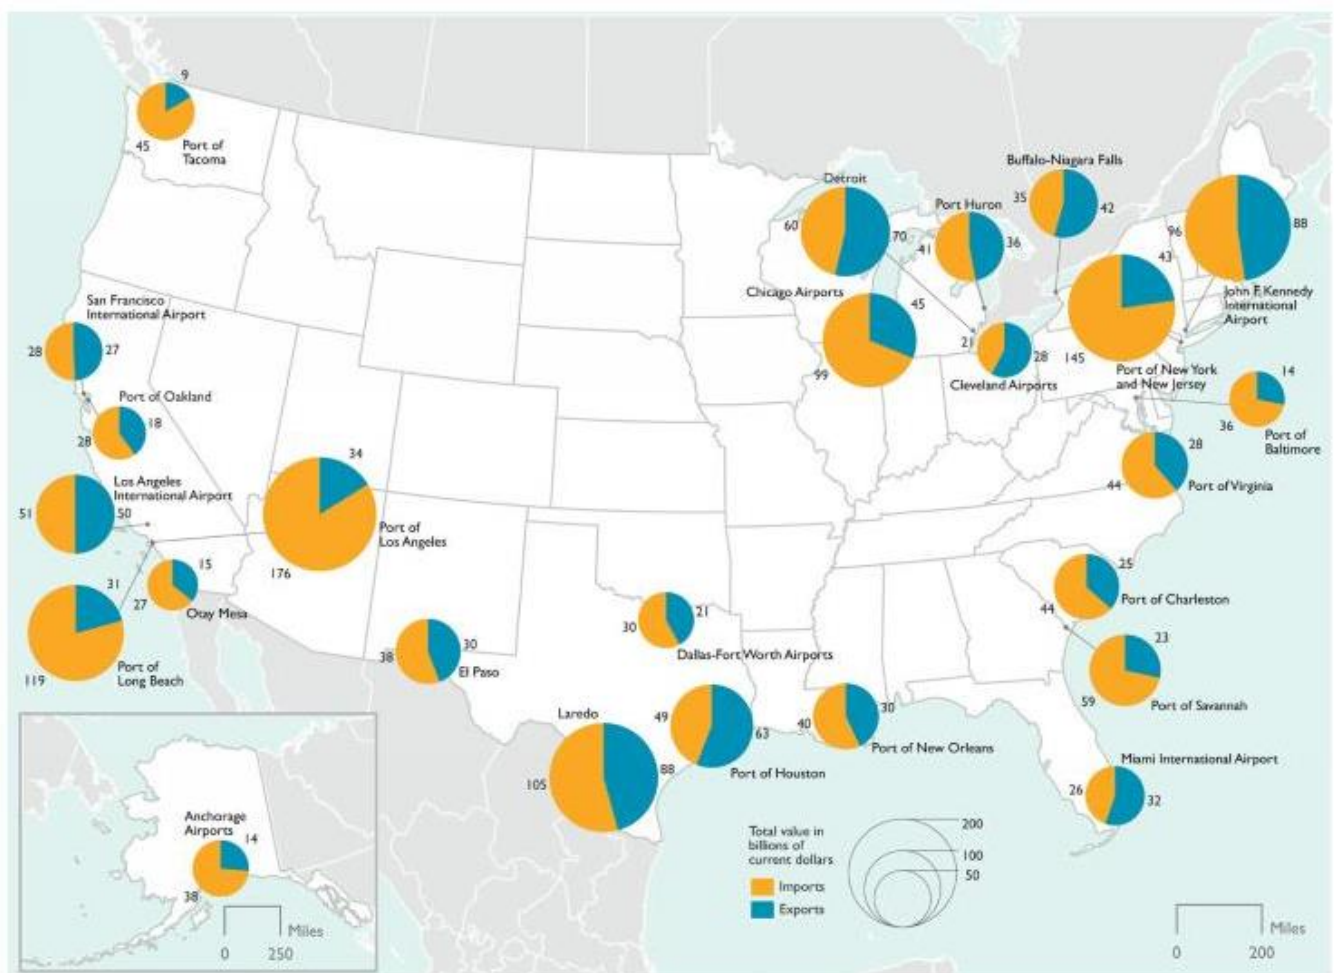 9
45
Port of
Tacoma
San Francisco
International Airport
28
27
Port of Oakland
18
28
Los Angeles
International Airport
51
50
34
Port of
Los Angeles
176
31
15
27
Otay Mesa
Port of
Long Beach
119
38
30
El Paso
21
30
Dallas-Fort Worth Airports
Laredo
105
88
49
63
Port of Houston
40
30
Port of New Orleans
Detroit
60
70
Port Huron
41
36
Buffalo-Niagara Falls
35
42
96
88
John F. Kennedy
International
Airport
43
145
Port of New York
and New Jersey
Chicago Airports
45
99
21
28
Cleveland Airports
14
36
Port of
Baltimore
28
44
Port of Virginia
25
44
Port of Charleston
23
59
Port of Savannah
Miami International Airport
26
32
Anchorage
Airports
14
38
Miles
0
250
Total value in
billions of
current dollars
Imports
Exports
200
100
50
Miles
0
200